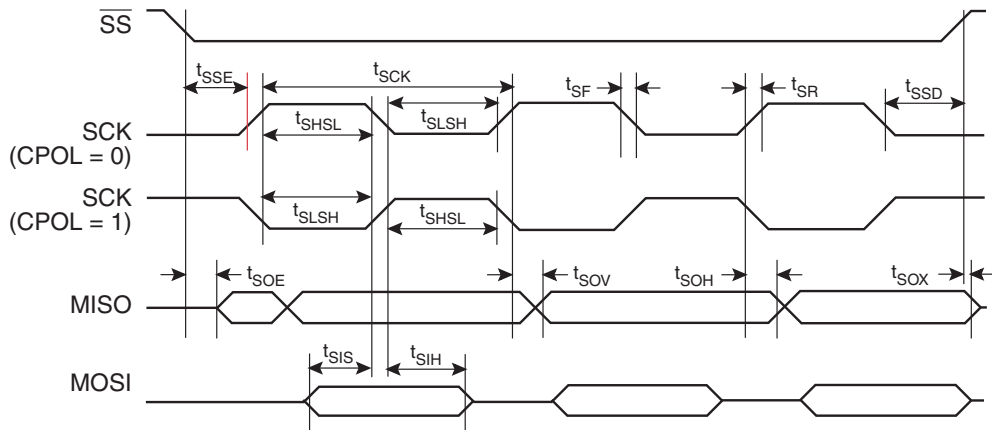 SS
tSSE
tSCK
tSF
tSR
tSSD
tSHSL
tSLSH
SCK
(CPOL = 0)
SCK
(CPOL = 1)
tSLSH
tSHSL
tSOE
tSOV
tSOH
tSOX
MISO
tSIS
tSIH
MOSI